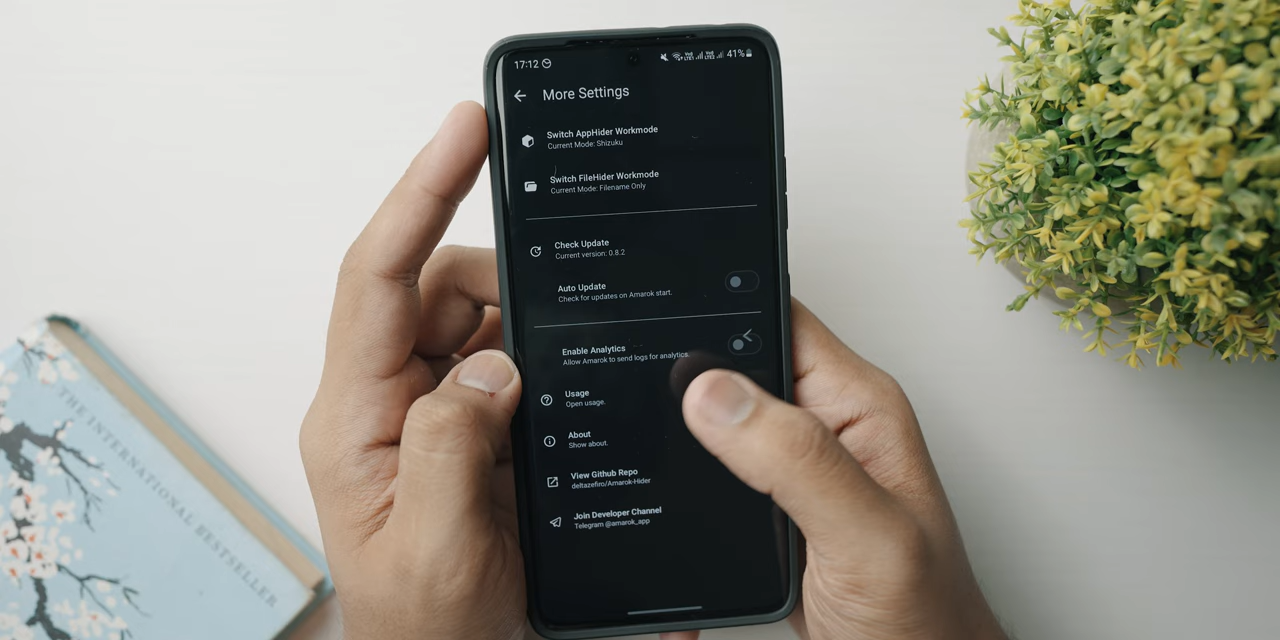 17:12
41%
More Settings
Switch AppHider Workmode
Current Mode: Shizuku
Switch FileHider Workmode
Current Mode: Filename Only
Check Update
Current version: 0.8.2
Auto Update
Check for updates on Amarok start.
Enable Analytics
Allow Amarok to send logs for analytics.
Usage
Open usage.
About
Show about.
View Github Repo
deltazefiro/Amarok-Hider
Join Developer Channel
Telegram @amarok_app
THE INTERNATIONAL BESTSELLER